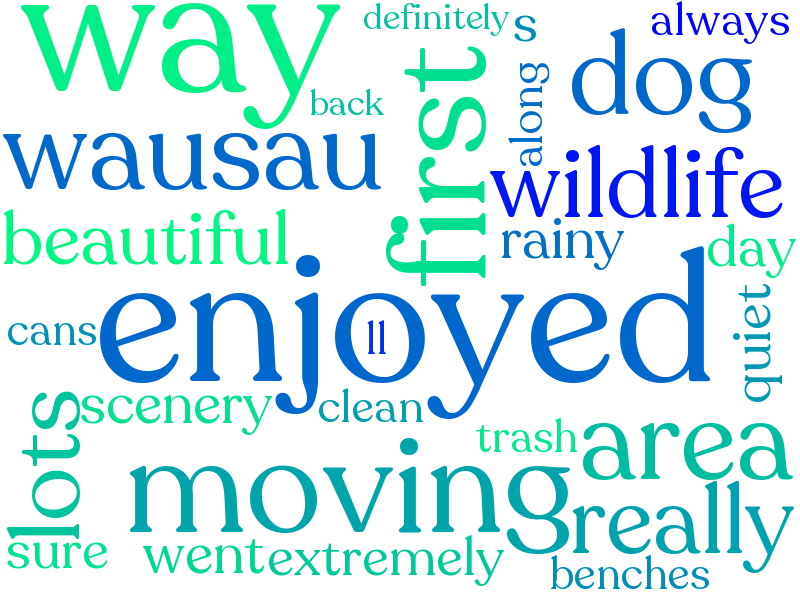 way
definitely
s
always
back
first
along
dog
wausau
wildlife
beautiful
rainy
day
enjoyed
ll
cans
quiet
scenery
clean
lots
trash
area
moving
really
sure
went
extremely
benches